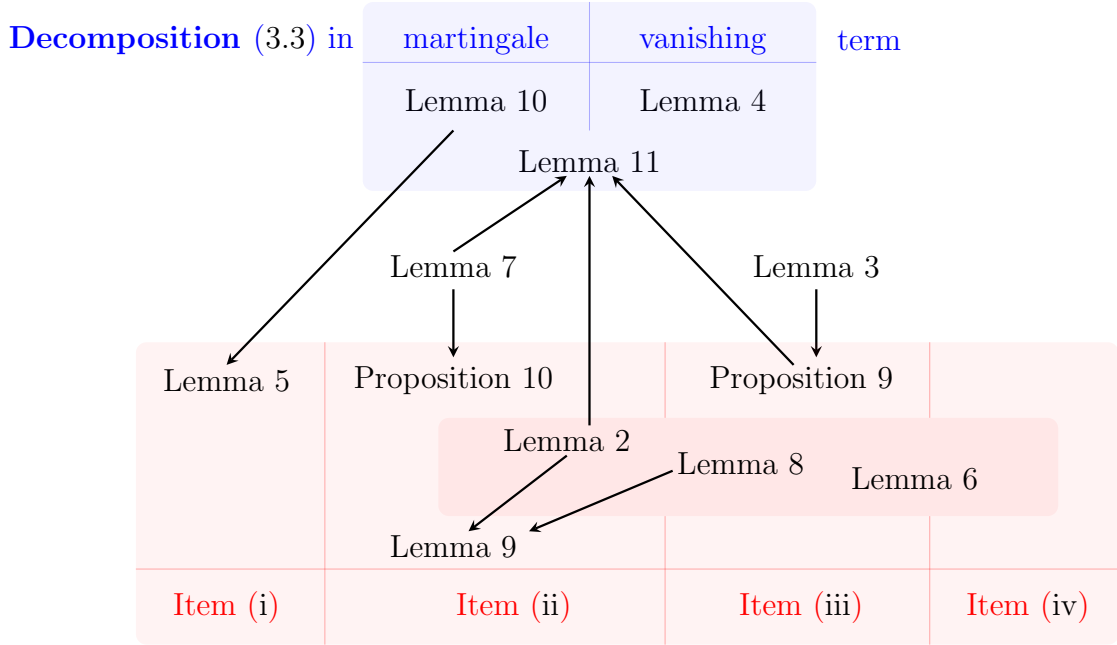 Decomposition (3.3) in martingale vanishing term
Lemma 10 Lemma 4
Lemma 11
Lemma 7 Lemma 3
Lemma 5 Proposition 10 Proposition 9
Lemma 2
Lemma 8
Lemma 6
Lemma 9
Item (i) Item (ii) Item (iii) Item (iv)